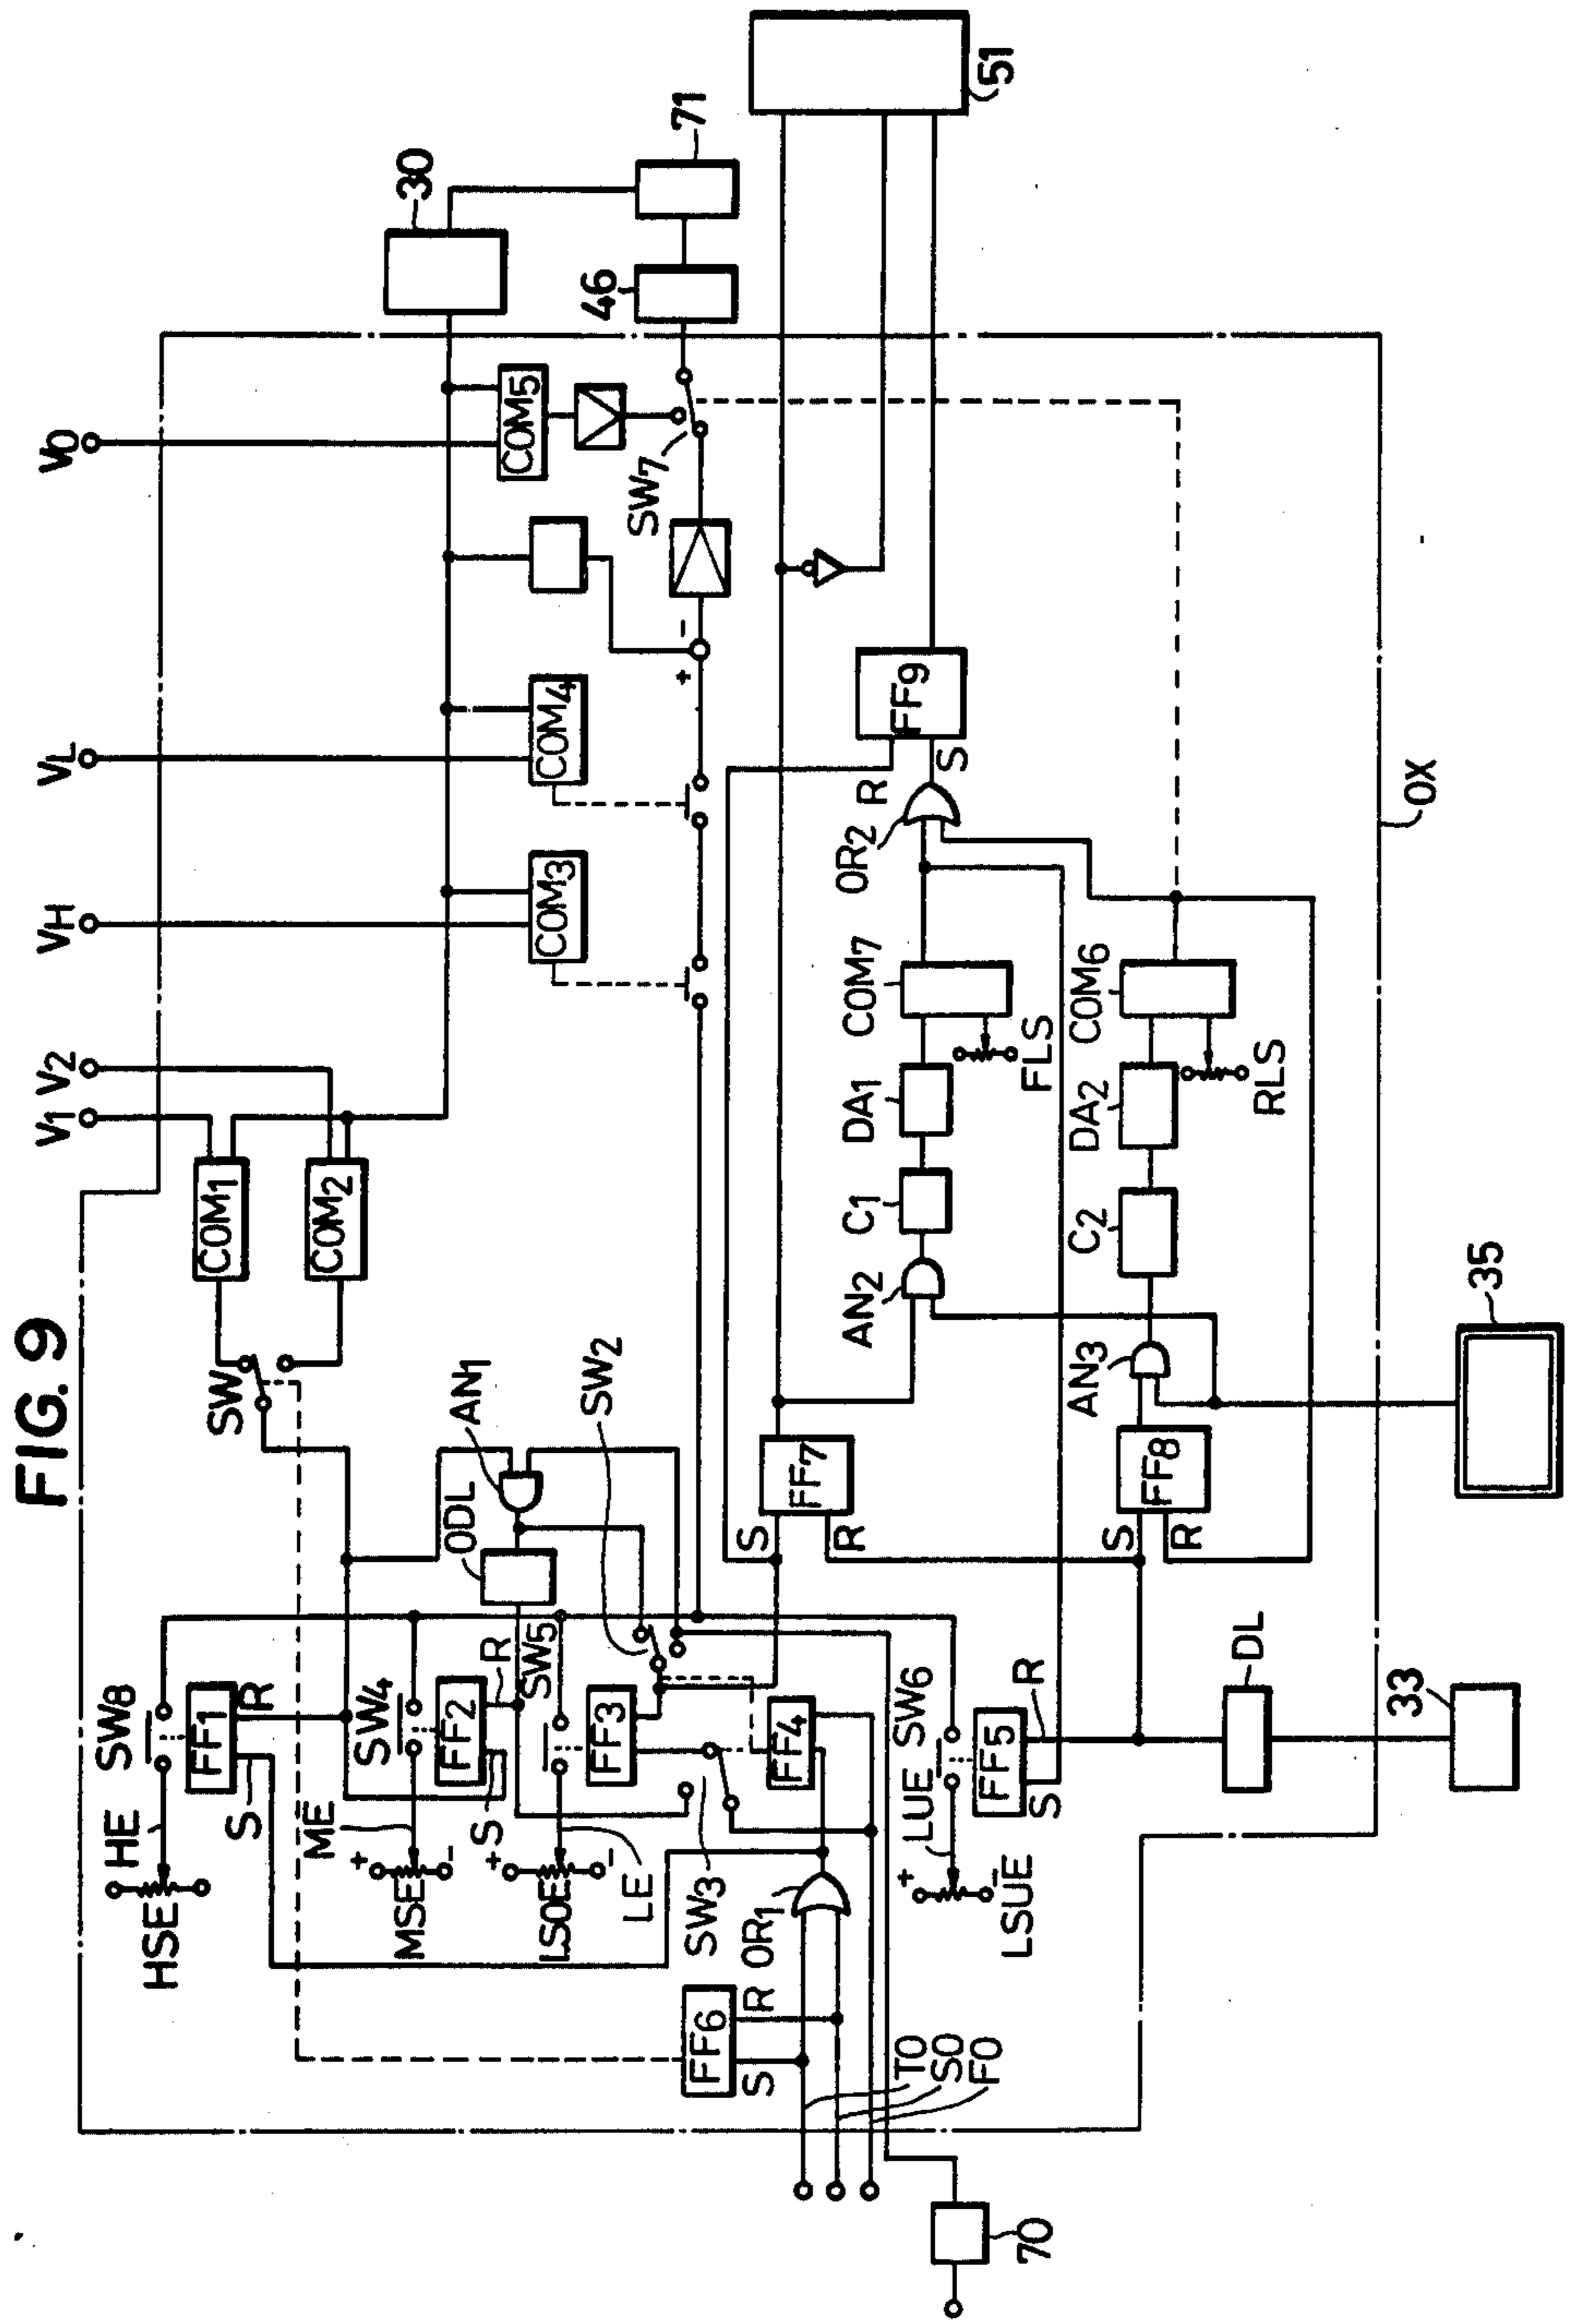 FIG. 9
V1
V2
VH
VL
VO
30
71
46
51
COM1
COM2
COM3
COM4
COM5
SW
SW7
HSE
HE
SW8
FF1
S
R
MSE
+
-
ME
SW4
FF2
S
R
ODL
AN1
SW2
LSOE
+
-
LE
SW5
FF3
SW3
FF4
+
-
FF6
S
R
OR1
TO
SO
FO
70
LSUE
+
-
LUE
SW6
FF5
S
R
DL
33
35
FF7
S
R
FF8
S
R
AN2
C1
DA1
COM7
FLS
AN3
C2
DA2
COM6
RLS
OR2
FF9
R
S
OX